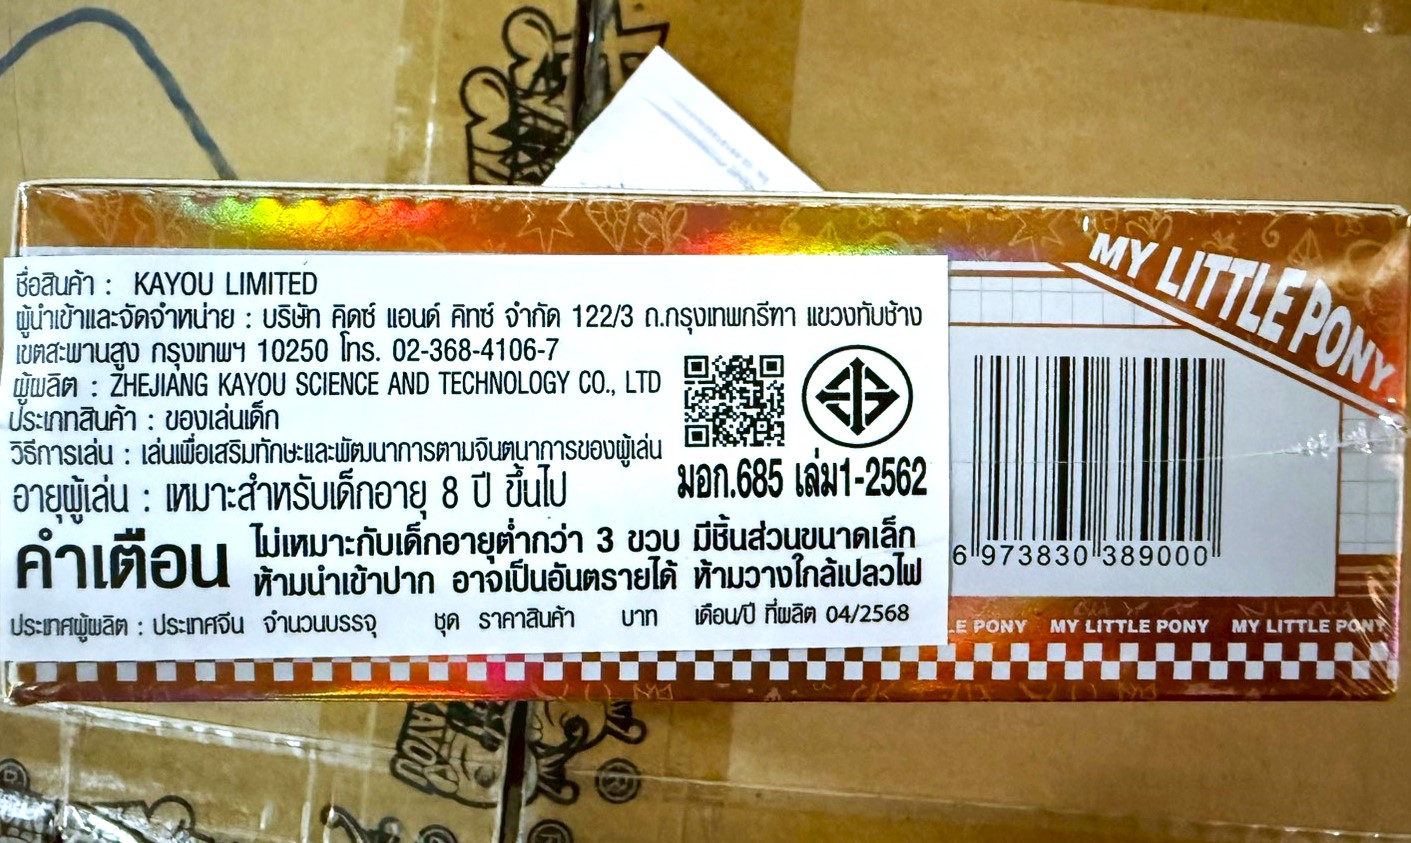 ชื่อสินค้า : KAYOU LIMITED
ผู้นำเข้าและจัดจำหน่าย : บริษัท คิดซ์ แอนด์ คิทซ์ จำกัด 122/3 ถ.กรุงเทพกรีฑา แขวงทับช้าง
เขตสะพานสูง กรุงเทพฯ 10250 โทร. 02-368-4106-7
ผู้ผลิต : ZHEJIANG KAYOU SCIENCE AND TECHNOLOGY CO., LTD
ประเภทสินค้า : ของเล่นเด็ก
วิธีการเล่น : เล่นเพื่อเสริมทักษะและพัฒนาการตามจินตนาการของผู้เล่น
อายุผู้เล่น : เหมาะสำหรับเด็กอายุ 8 ปี ขึ้นไป
มอก.685 เล่ม1-2562
คำเตือน
ไม่เหมาะกับเด็กอายุต่ำกว่า 3 ขวบ มีชิ้นส่วนขนาดเล็ก
ห้ามนำเข้าปาก อาจเป็นอันตรายได้ ห้ามวางใกล้เปลวไฟ
ประเทศผู้ผลิต : ประเทศจีน จำนวนบรรจุ ชุด ราคาสินค้า บาท เดือน/ปี ที่ผลิต 04/2568
MY LITTLE PONY
6 973830 389000
LE PONY MY LITTLE PONY MY LITTLE PONY
KAYOU